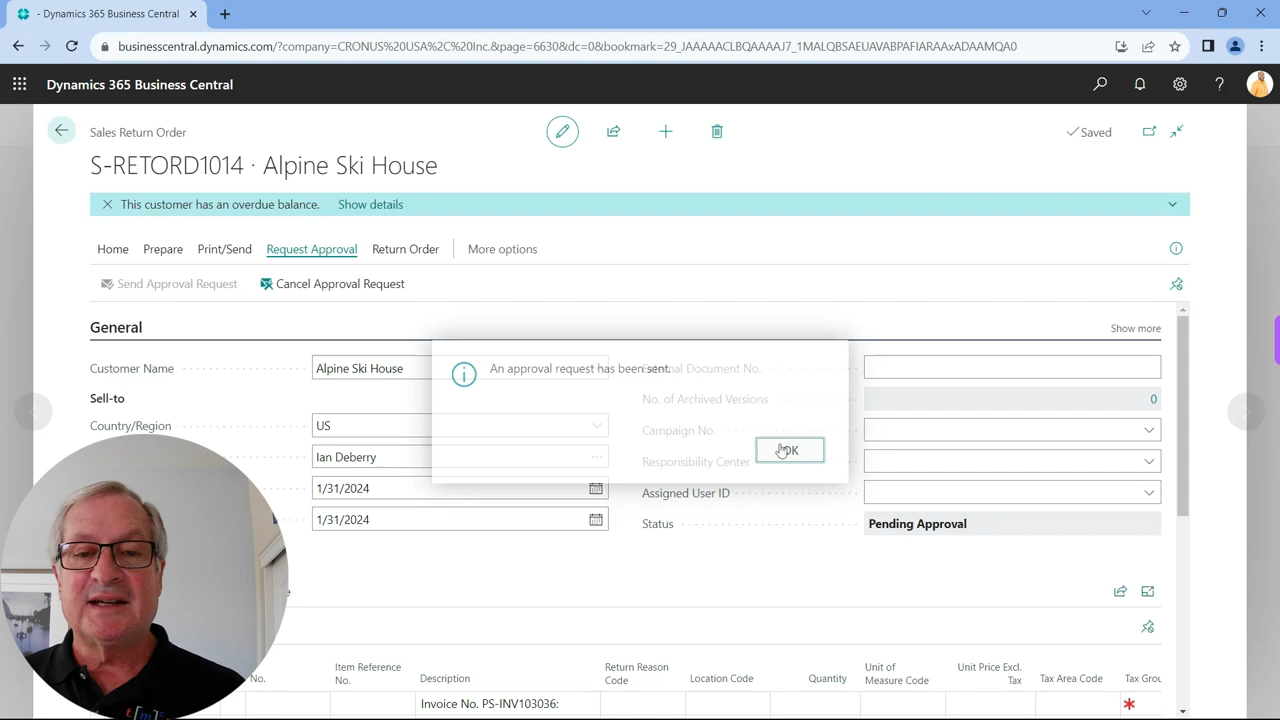 - Dynamics 365 Business Central
businesscentral.dynamics.com/?company=CRONUS%20USA%2C%20Inc.&page=6630&dc=0&bookmark=29_JAAAAACLBQAAAAJ7_1MALQBSAEUAVABPAFIARAAxADAAMQA0
Dynamics 365 Business Central
Sales Return Order
Saved
S-RETORD1014 · Alpine Ski House
This customer has an overdue balance. Show details
Home Prepare Print/Send Request Approval Return Order More options
Send Approval Request Cancel Approval Request
General Show more
Customer Name Alpine Ski House
An approval request has been sent.
Document No.
Sell-to
No. of Archived Versions 0
Country/Region US
Campaign No.
OK
Ian Deberry
Responsibility Center
1/31/2024
Assigned User ID
1/31/2024
Status Pending Approval
No. Item Reference No. Description Return Reason Code Location Code Quantity Unit of Measure Code Unit Price Excl. Tax Tax Area Code Tax Grou
Invoice No. PS-INV103036: